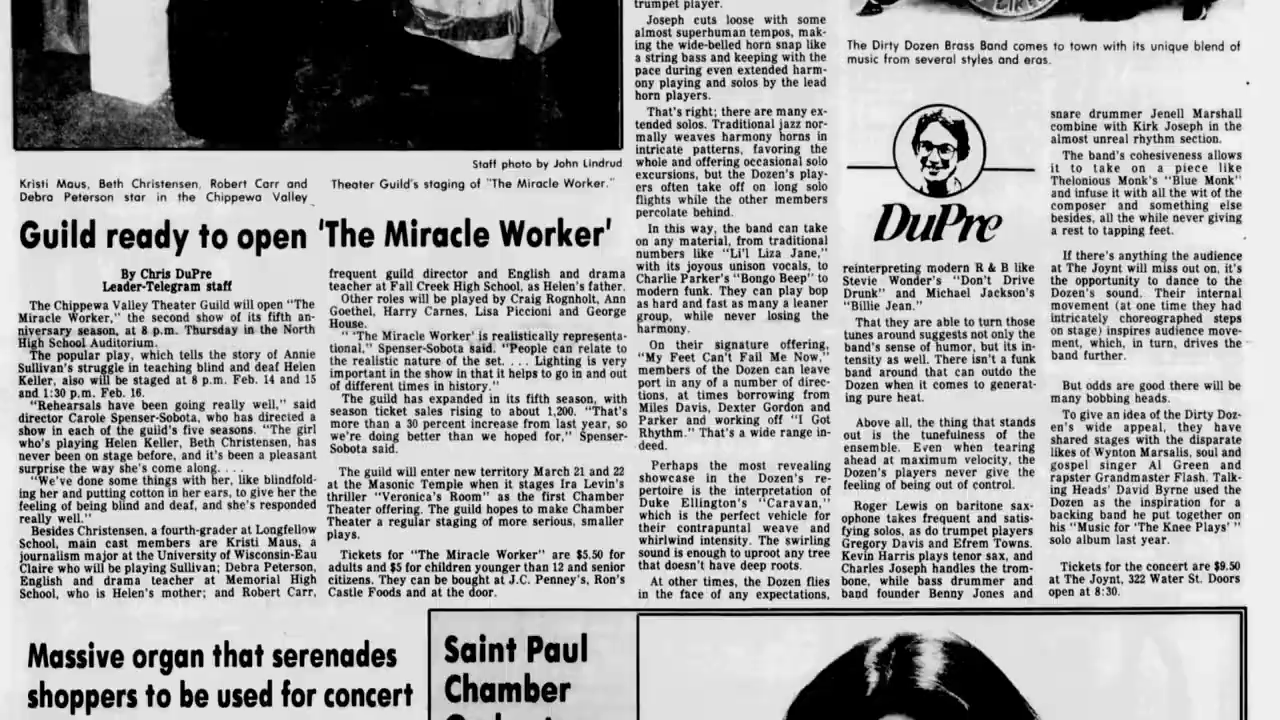 Staff photo by John Lindrud
Kristi Maus, Beth Christensen, Robert Carr and
Debra Peterson star in the Chippewa Valley
Theater Guild's staging of "The Miracle Worker."
Guild ready to open 'The Miracle Worker'
By Chris DuPre
Leader-Telegram staff
The Chippewa Valley Theater Guild will open "The
Miracle Worker," the second show of its fifth an-
niversary season, at 8 p.m. Thursday in the North
High School Auditorium.
The popular play, which tells the story of Annie
Sullivan's struggle in teaching blind and deaf Helen
Keller, also will be staged at 8 p.m. Feb. 14 and 15
and 1:30 p.m. Feb. 16.
"Rehearsals have been going really well," said
director Carole Spenser-Sobota, who has directed a
show in each of the guild's five seasons. "The girl
who's playing Helen Keller, Beth Christensen, has
never been on stage before, and it's been a pleasant
surprise the way she's come along. . . .
"We've done some things with her, like blindfold-
ing her and putting cotton in her ears, to give her the
feeling of being blind and deaf, and she's responded
really well."
Besides Christensen, a fourth-grader at Longfellow
School, main cast members are Kristi Maus, a
journalism major at the University of Wisconsin-Eau
Claire who will be playing Sullivan; Debra Peterson,
English and drama teacher at Memorial High
School, who is Helen's mother; and Robert Carr,
frequent guild director and English and drama
teacher at Fall Creek High School, as Helen's father.
Other roles will be played by Craig Rognholt, Ann
Goethel, Harry Carnes, Lisa Piccioni and George
House.
" 'The Miracle Worker' is realistically representa-
tional," Spenser-Sobota said. "People can relate to
the realistic nature of the set. . . . Lighting is very
important in the show in that it helps to go in and out
of different times in history."
The guild has expanded in its fifth season, with
season ticket sales rising to about 1,200. "That's
more than a 30 percent increase from last year, so
we're doing better than we hoped for," Spenser-
Sobota said.
The guild will enter new territory March 21 and 22
at the Masonic Temple when it stages Ira Levin's
thriller "Veronica's Room" as the first Chamber
Theater offering. The guild hopes to make Chamber
Theater a regular staging of more serious, smaller
plays.
Tickets for "The Miracle Worker" are $5.50 for
adults and $5 for children younger than 12 and senior
citizens. They can be bought at J.C. Penney's, Ron's
Castle Foods and at the door.
trumpet player.
Joseph cuts loose with some
almost superhuman tempos, mak-
ing the wide-belled horn snap like
a string bass and keeping with the
pace during even extended harm-
ony playing and solos by the lead
horn players.
That's right; there are many ex-
tended solos. Traditional jazz nor-
mally weaves harmony horns in
intricate patterns, favoring the
whole and offering occasional solo
excursions, but the Dozen's play-
ers often take off on long solo
flights while the other members
percolate behind.
In this way, the band can take
on any material, from traditional
numbers like "Li'l Liza Jane,"
with its joyous unison vocals, to
Charlie Parker's "Bongo Beep" to
modern funk. They can play bop
as hard and fast as many a leaner
group, while never losing the
harmony.
On their signature offering,
"My Feet Can't Fail Me Now,"
members of the Dozen can leave
port in any of a number of direc-
tions, at times borrowing from
Miles Davis, Dexter Gordon and
Parker and working off "I Got
Rhythm." That's a wide range in-
deed.
Perhaps the most revealing
showcase in the Dozen's re-
pertoire is the interpretation of
Duke Ellington's "Caravan,"
which is the perfect vehicle for
their contrapuntal weave and
whirlwind intensity. The swirling
sound is enough to uproot any tree
that doesn't have deep roots.
At other times, the Dozen flies
in the face of any expectations,
The Dirty Dozen Brass Band comes to town with its unique blend of
music from several styles and eras.
DuPre
reinterpreting modern R & B like
Stevie Wonder's "Don't Drive
Drunk" and Michael Jackson's
"Billie Jean."
That they are able to turn those
tunes around suggests not only the
band's sense of humor, but its in-
tensity as well. There isn't a funk
band around that can outdo the
Dozen when it comes to generat-
ing pure heat.
Above all, the thing that stands
out is the tunefulness of the
ensemble. Even when tearing
ahead at maximum velocity, the
Dozen's players never give the
feeling of being out of control.
Roger Lewis on baritone sax-
ophone takes frequent and satis-
fying solos, as do trumpet players
Gregory Davis and Efrem Towns.
Kevin Harris plays tenor sax, and
Charles Joseph handles the trom-
bone, while bass drummer and
band founder Benny Jones and
snare drummer Jenell Marshall
combine with Kirk Joseph in the
almost unreal rhythm section.
The band's cohesiveness allows
it to take on a piece like
Thelonious Monk's "Blue Monk"
and infuse it with all the wit of the
composer and something else
besides, all the while never giving
a rest to tapping feet.
If there's anything the audience
at The Joynt will miss out on, it's
the opportunity to dance to the
Dozen's sound. Their internal
movement (at one time they had
intricately choreographed steps
on stage) inspires audience move-
ment, which, in turn, drives the
band further.
But odds are good there will be
many bobbing heads.
To give an idea of the Dirty Doz-
en's wide appeal, they have
shared stages with the disparate
likes of Wynton Marsalis, soul and
gospel singer Al Green and
rapster Grandmaster Flash. Talk-
ing Heads' David Byrne used the
Dozen as the inspiration for a
backing band he put together on
his "Music for 'The Knee Plays' "
solo album last year.
Tickets for the concert are $9.50
at The Joynt, 322 Water St. Doors
open at 8:30.
Massive organ that serenades
shoppers to be used for concert
Saint Paul
Chamber